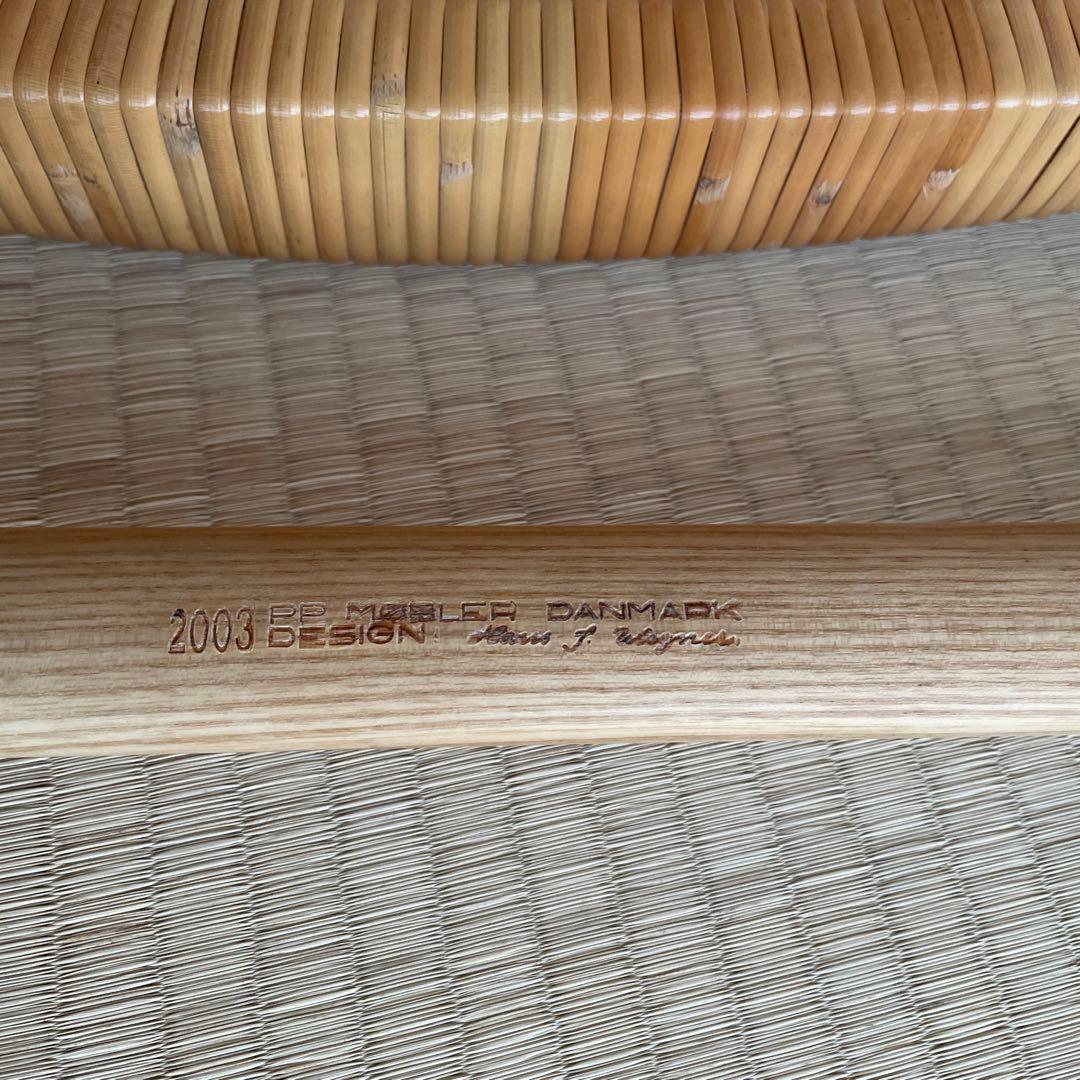 2003 PP MØBLER DANMARK
DESIGN: Hans J. Wegner.